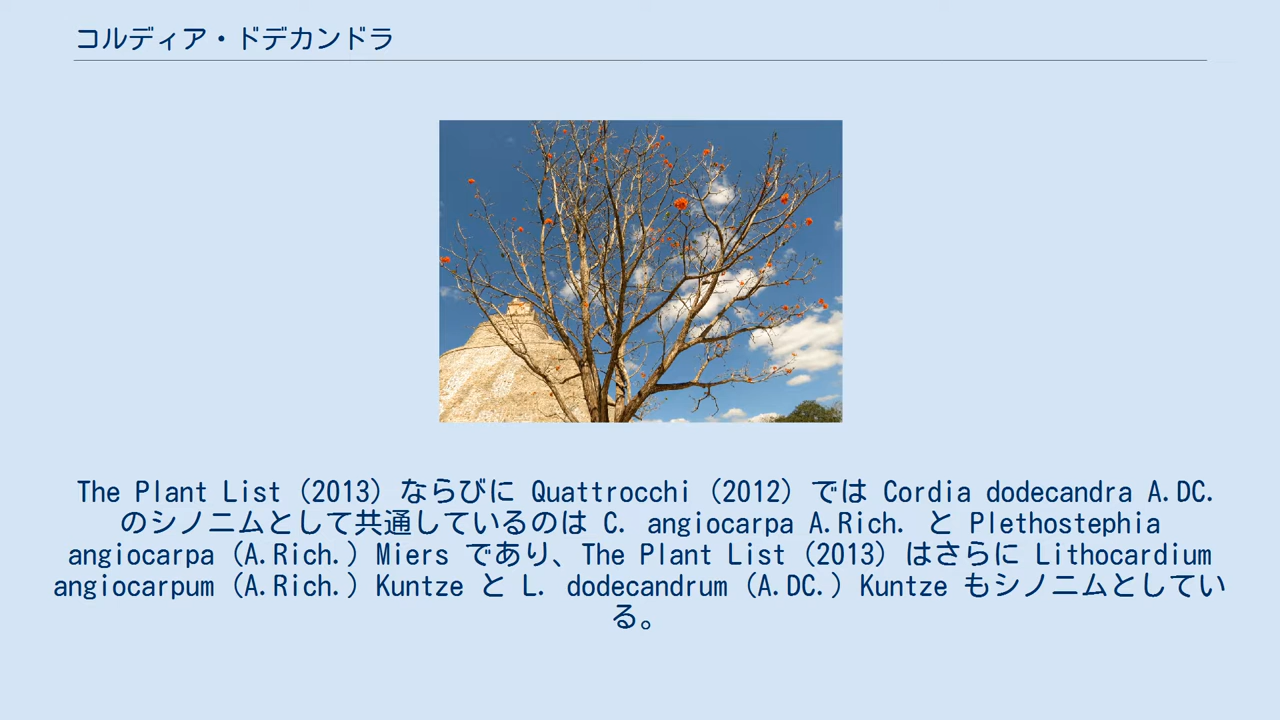 コルディア・ドデカンドラ
The Plant List (2013) ならびに Quattrocchi (2012) では Cordia dodecandra A.DC.
のシノニムとして共通しているのは C. angiocarpa A.Rich. と Plethostephia
angiocarpa (A.Rich.) Miers であり、The Plant List (2013) はさらに Lithocardium
angiocarpum (A.Rich.) Kuntze と L. dodecandrum (A.DC.) Kuntze もシノニムとしてい
る。